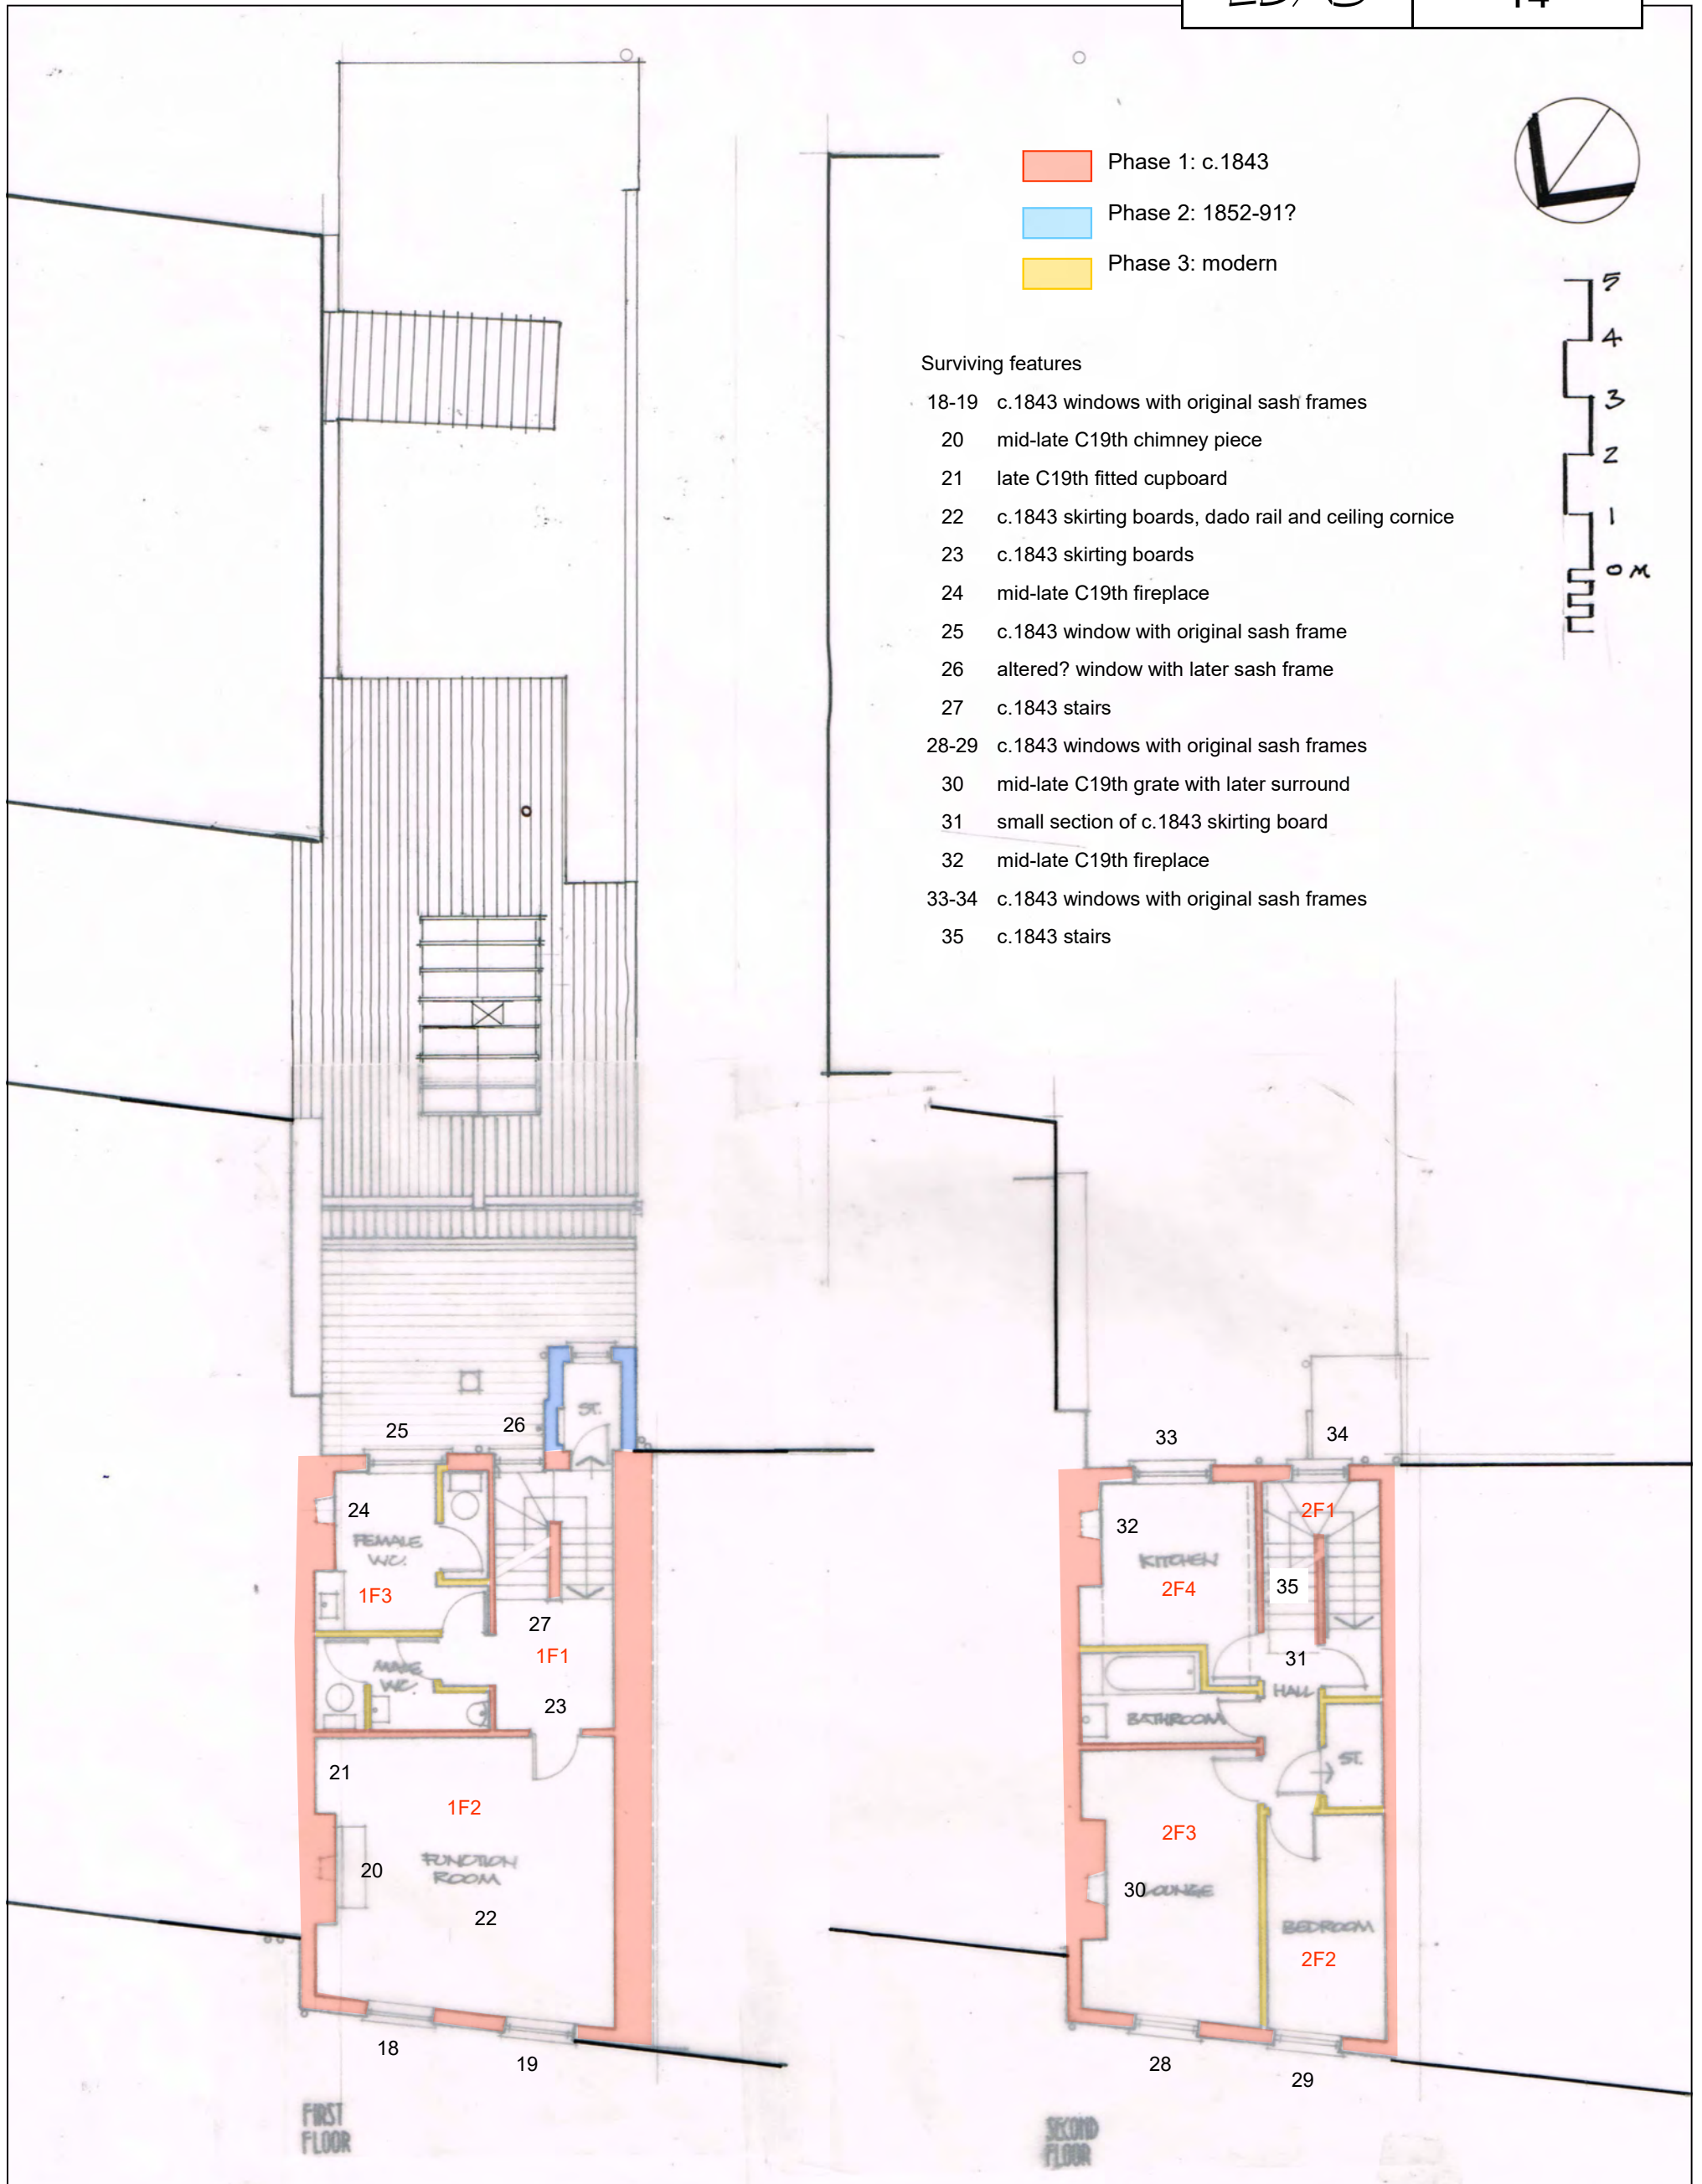 14
Phase 1: c.1843
Phase 2: 1852-91?
Phase 3: modern
5
4
3
2
1
0 M
Surviving features
18-19 c.1843 windows with original sash frames
20 mid-late C19th chimney piece
21 late C19th fitted cupboard
22 c.1843 skirting boards, dado rail and ceiling cornice
23 c.1843 skirting boards
24 mid-late C19th fireplace
25 c.1843 window with original sash frame
26 altered? window with later sash frame
27 c.1843 stairs
28-29 c.1843 windows with original sash frames
30 mid-late C19th grate with later surround
31 small section of c.1843 skirting board
32 mid-late C19th fireplace
33-34 c.1843 windows with original sash frames
35 c.1843 stairs
25
26
ST.
24
FEMALE
W.C.
1F3
27
1F1
MALE
W.C.
23
21
1F2
20
FUNCTION
ROOM
22
18
19
FIRST
FLOOR
33
34
2F1
32
KITCHEN
2F4
35
31
HALL
BATHROOM
ST.
2F3
30
LOUNGE
BEDROOM
2F2
28
29
SECOND
FLOOR